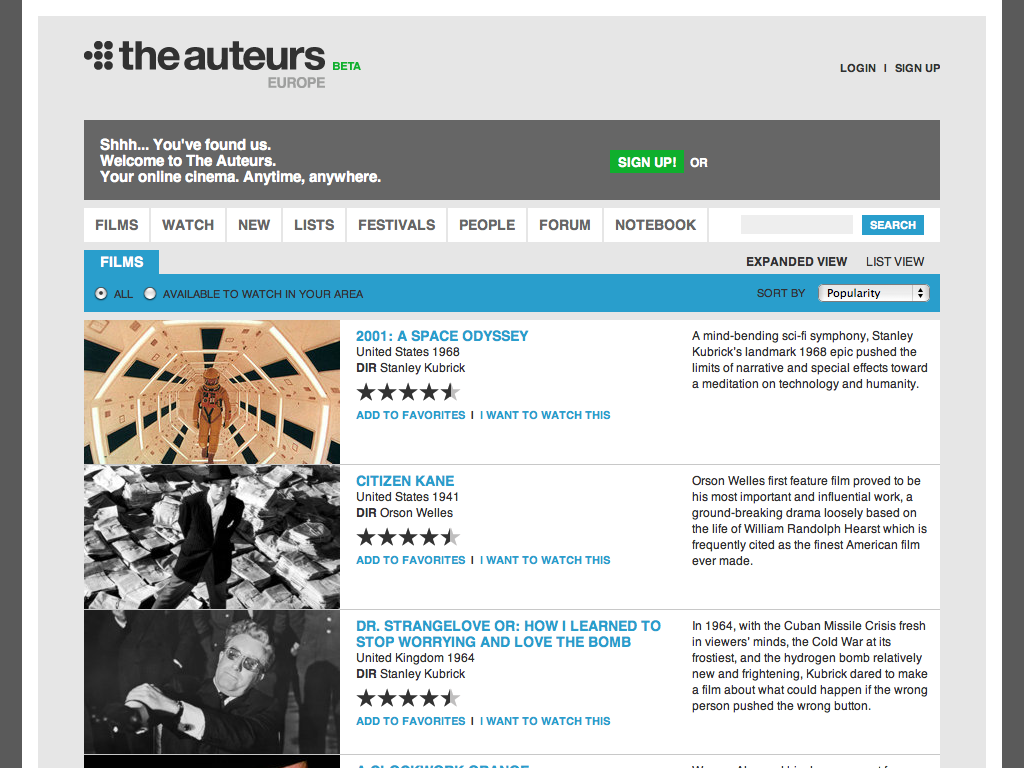 the auteurs BETA
EUROPE
LOGIN | SIGN UP
Shhh... You've found us.
Welcome to The Auteurs.
Your online cinema. Anytime, anywhere.
SIGN UP! OR
FILMS WATCH NEW LISTS FESTIVALS PEOPLE FORUM NOTEBOOK SEARCH
FILMS EXPANDED VIEW LIST VIEW
ALL AVAILABLE TO WATCH IN YOUR AREA SORT BY Popularity
2001: A SPACE ODYSSEY
United States 1968
DIR Stanley Kubrick
ADD TO FAVORITES | I WANT TO WATCH THIS
A mind-bending sci-fi symphony, Stanley
Kubrick's landmark 1968 epic pushed the
limits of narrative and special effects toward
a meditation on technology and humanity.
CITIZEN KANE
United States 1941
DIR Orson Welles
ADD TO FAVORITES | I WANT TO WATCH THIS
Orson Welles first feature film proved to be
his most important and influential work, a
ground-breaking drama loosely based on
the life of William Randolph Hearst which is
frequently cited as the finest American film
ever made.
DR. STRANGELOVE OR: HOW I LEARNED TO
STOP WORRYING AND LOVE THE BOMB
United Kingdom 1964
DIR Stanley Kubrick
ADD TO FAVORITES | I WANT TO WATCH THIS
In 1964, with the Cuban Missile Crisis fresh
in viewers' minds, the Cold War at its
frostiest, and the hydrogen bomb relatively
new and frightening, Kubrick dared to make
a film about what could happen if the wrong
person pushed the wrong button.
A CLOCKWORK ORANGE